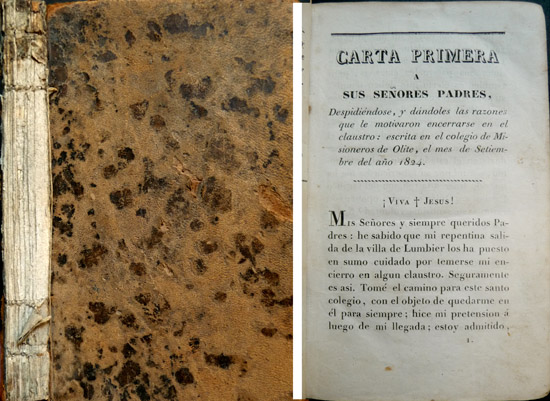 CARTA PRIMERA
A
SUS SEÑORES PADRES,
Despidiéndose, y dándoles las razones
que le motivaron encerrarse en el
claustro: escrita en el colegio de Mi-
sioneros de Olite, el mes de Setiem-
bre del año 1824.
¡Viva † Jesus!
Mis Señores y siempre queridos Pa-
dres: he sabido que mi repentina sali-
da de la villa de Lumbier los ha puesto
en sumo cuidado por temerse mi en-
cierro en algun claustro. Seguramente
es asi. Tomé el camino para este santo
colegio, con el objeto de quedarme en
él para siempre; hice mi pretension á
luego de mi llegada; estoy admitido,
1.